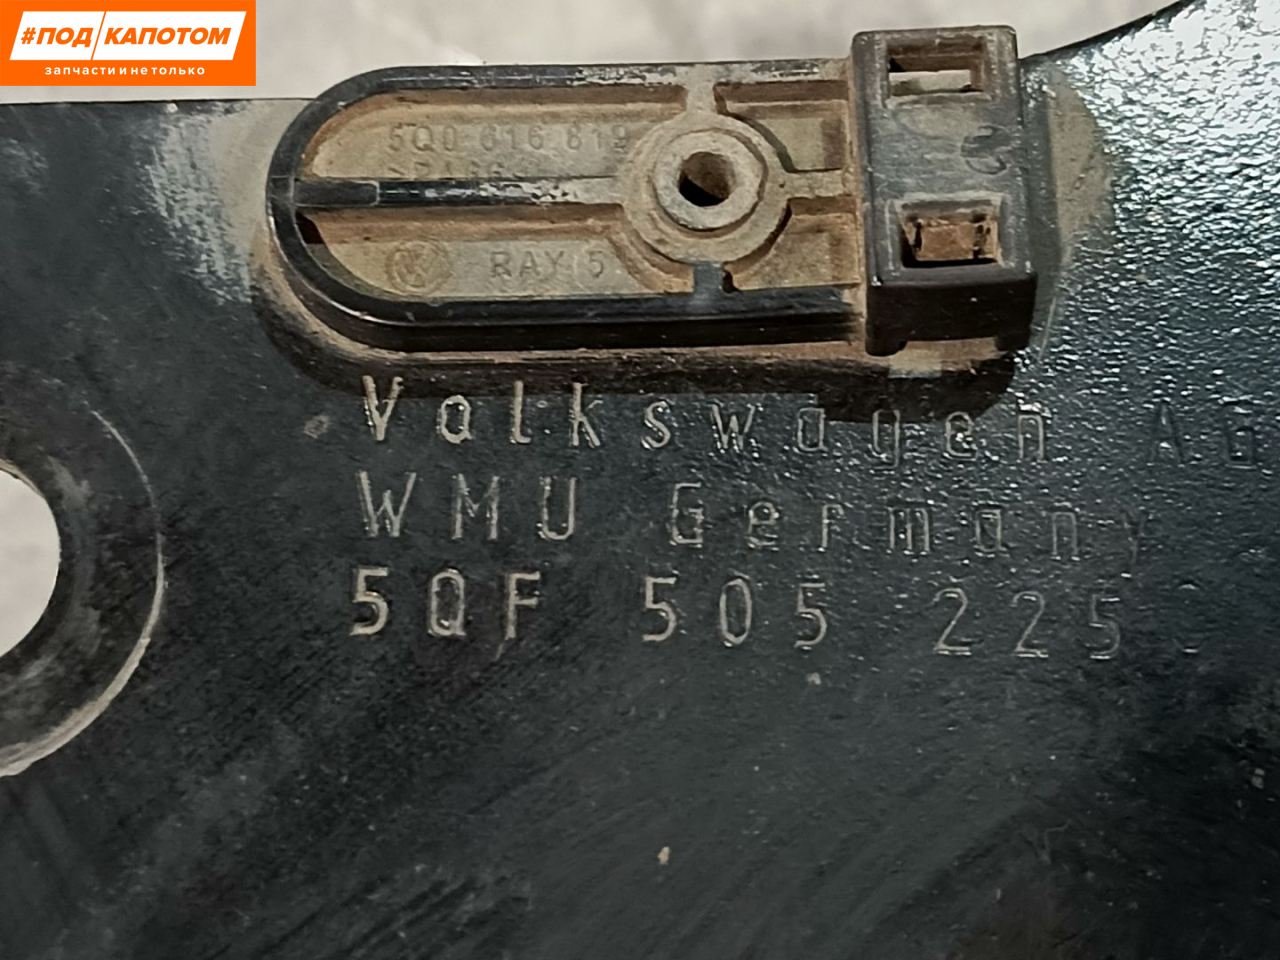 #ПОД КАПОТОМ
запчасти и не только
5Q0 616 819
RAY 5
Volkswagen AG
WMU Germany
5QF 505 225